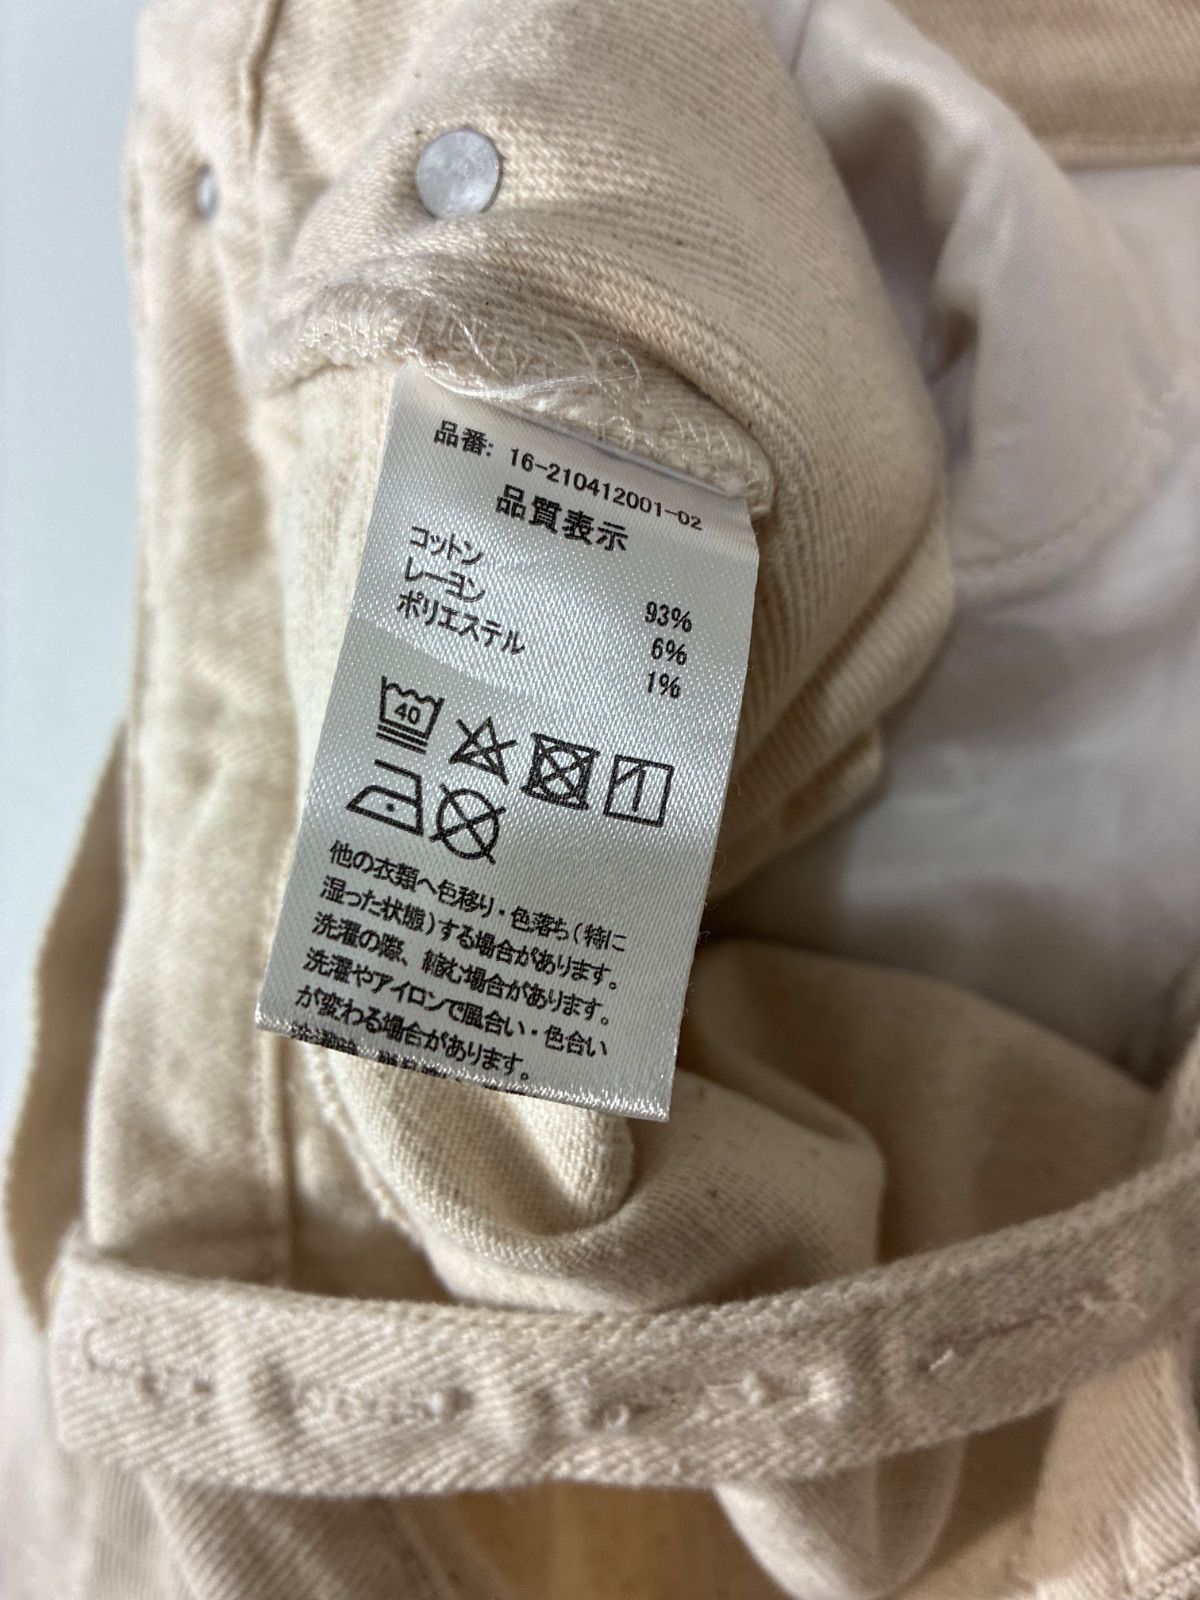 品番: 16-210412001-02
品質表示
コットン 93%
レーヨン 6%
ポリエステル 1%
40
他の衣類へ色移り・色落ち(特に
湿った状態)する場合があります。
洗濯の際、縮む場合があります。
洗濯やアイロンで風合い・色合い
が変わる場合があります。